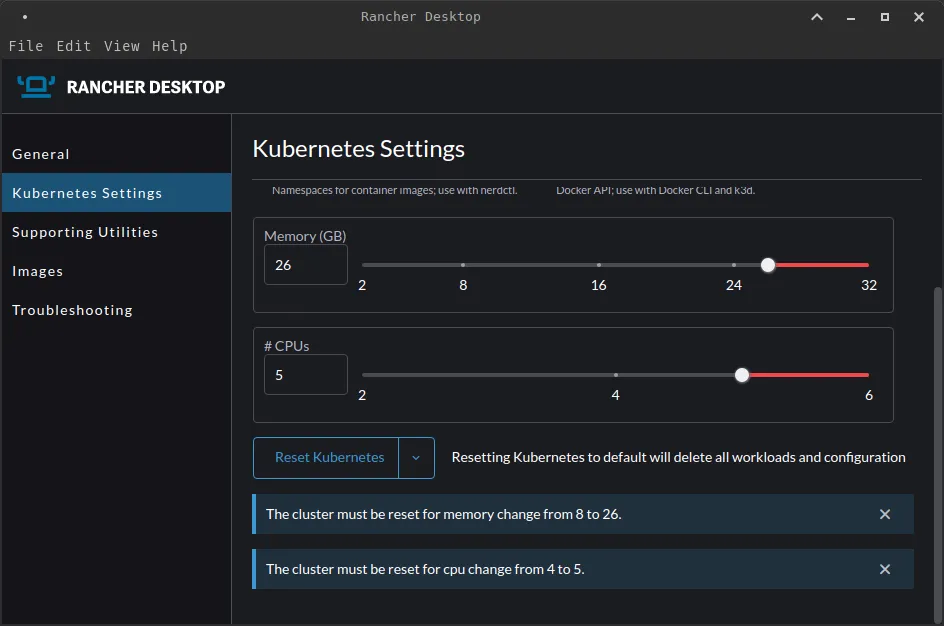 Rancher Desktop
File Edit View Help
RANCHER DESKTOP
General
Kubernetes Settings
Supporting Utilities
Images
Troubleshooting
Kubernetes Settings
Namespaces for container images; use with nerdctl.
Docker API; use with Docker CLI and k3d.
Memory (GB)
26
2 8 16 24 32
# CPUs
5
2 4 6
Reset Kubernetes
Resetting Kubernetes to default will delete all workloads and configuration
The cluster must be reset for memory change from 8 to 26.
The cluster must be reset for cpu change from 4 to 5.